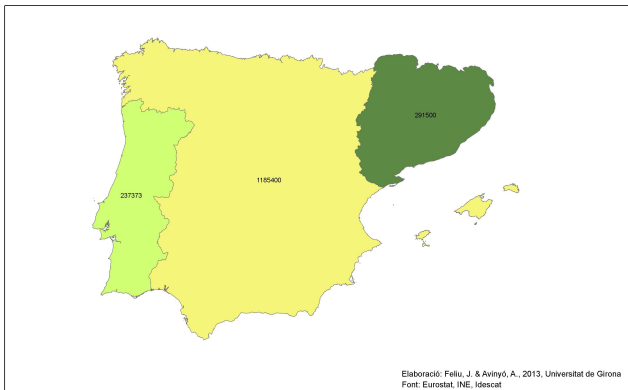 291500
1185400
237373
Elaboració: Feliu, J. & Avinyó, A., 2013, Universitat de Girona
Font: Eurostat, INE, Idescat